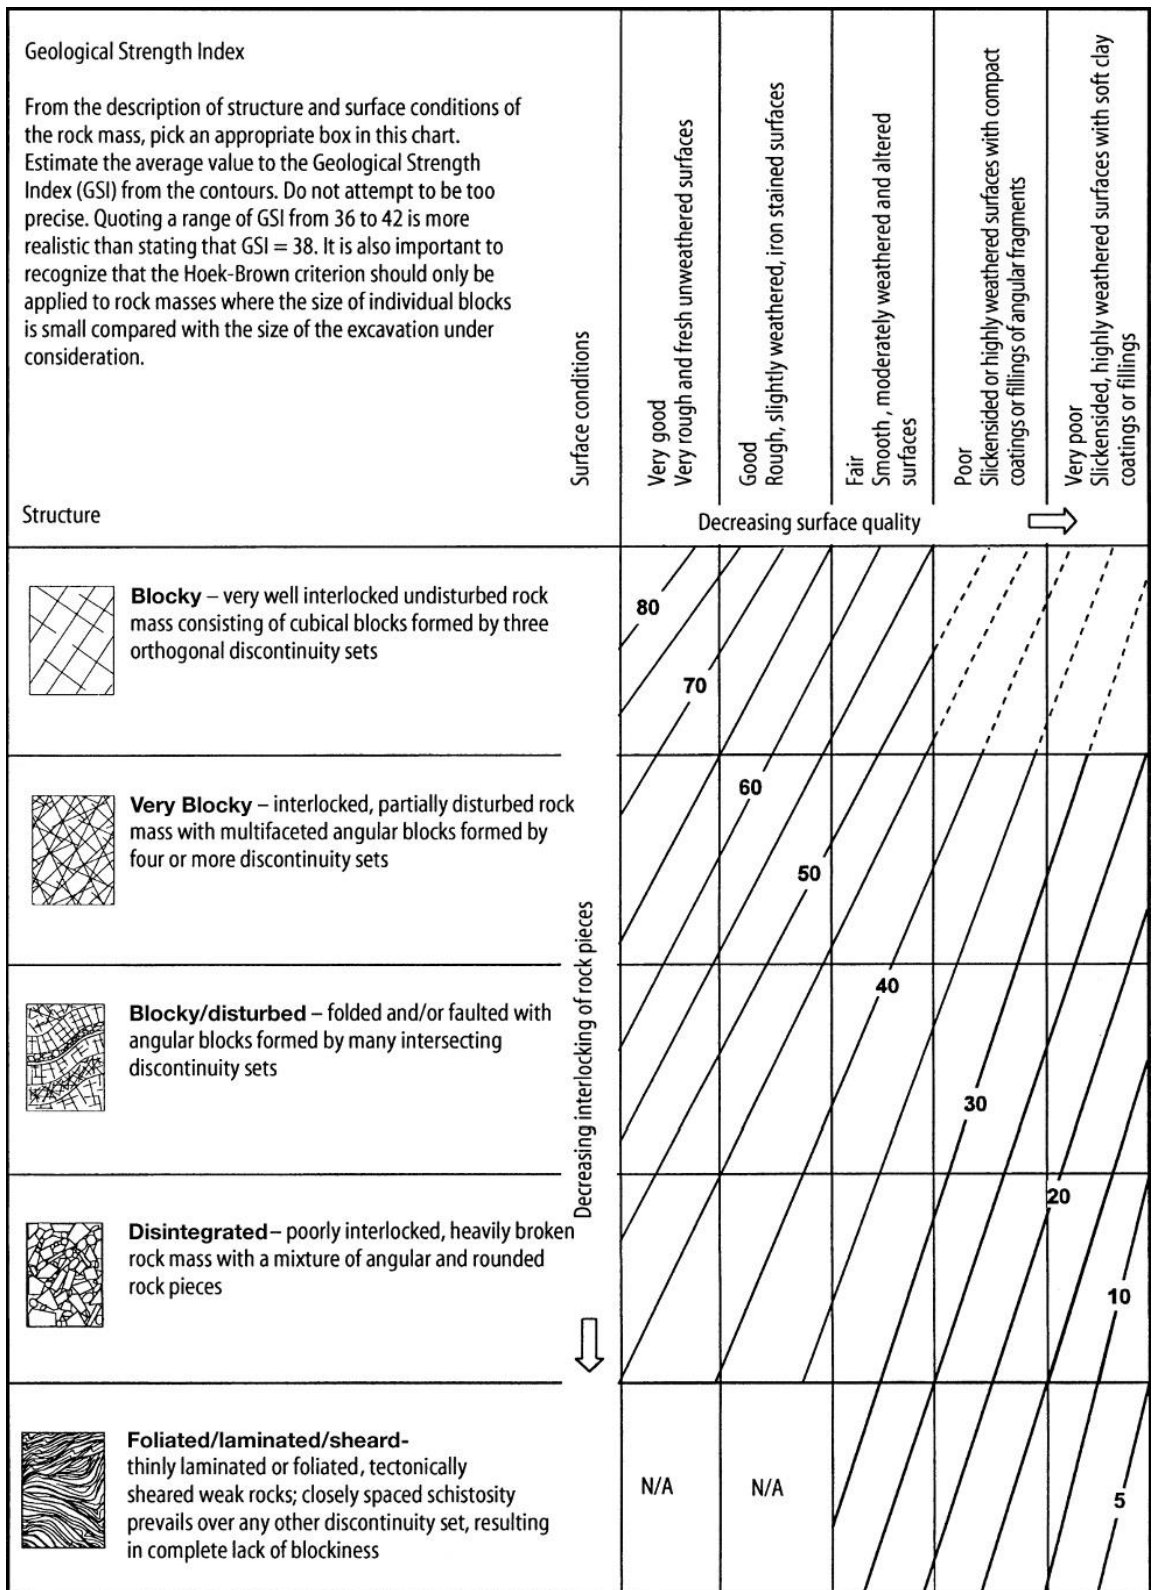 Geological Strength Index
From the description of structure and surface conditions of
the rock mass, pick an appropriate box in this chart.
Estimate the average value to the Geological Strength
Index (GSI) from the contours. Do not attempt to be too
precise. Quoting a range of GSI from 36 to 42 is more
realistic than stating that GSI = 38. It is also important to
recognize that the Hoek-Brown criterion should only be
applied to rock masses where the size of individual blocks
is small compared with the size of the excavation under
consideration.
Structure
Surface conditions
Very good
Very rough and fresh unweathered surfaces
Good
Rough, slightly weathered, iron stained surfaces
Fair
Smooth , moderately weathered and altered
surfaces
Poor
Slickensided or highly weathered surfaces with compact
coatings or fillings of angular fragments
Very poor
Slickensided, highly weathered surfaces with soft clay
coatings or fillings
Decreasing surface quality
Blocky – very well interlocked undisturbed rock
mass consisting of cubical blocks formed by three
orthogonal discontinuity sets
80
70
Very Blocky – interlocked, partially disturbed rock
mass with multifaceted angular blocks formed by
four or more discontinuity sets
60
50
Decreasing interlocking of rock pieces
Blocky/disturbed – folded and/or faulted with
angular blocks formed by many intersecting
discontinuity sets
40
30
Disintegrated – poorly interlocked, heavily broken
rock mass with a mixture of angular and rounded
rock pieces
20
10
Foliated/laminated/sheard-
thinly laminated or foliated, tectonically
sheared weak rocks; closely spaced schistosity
prevails over any other discontinuity set, resulting
in complete lack of blockiness
N/A
N/A
5